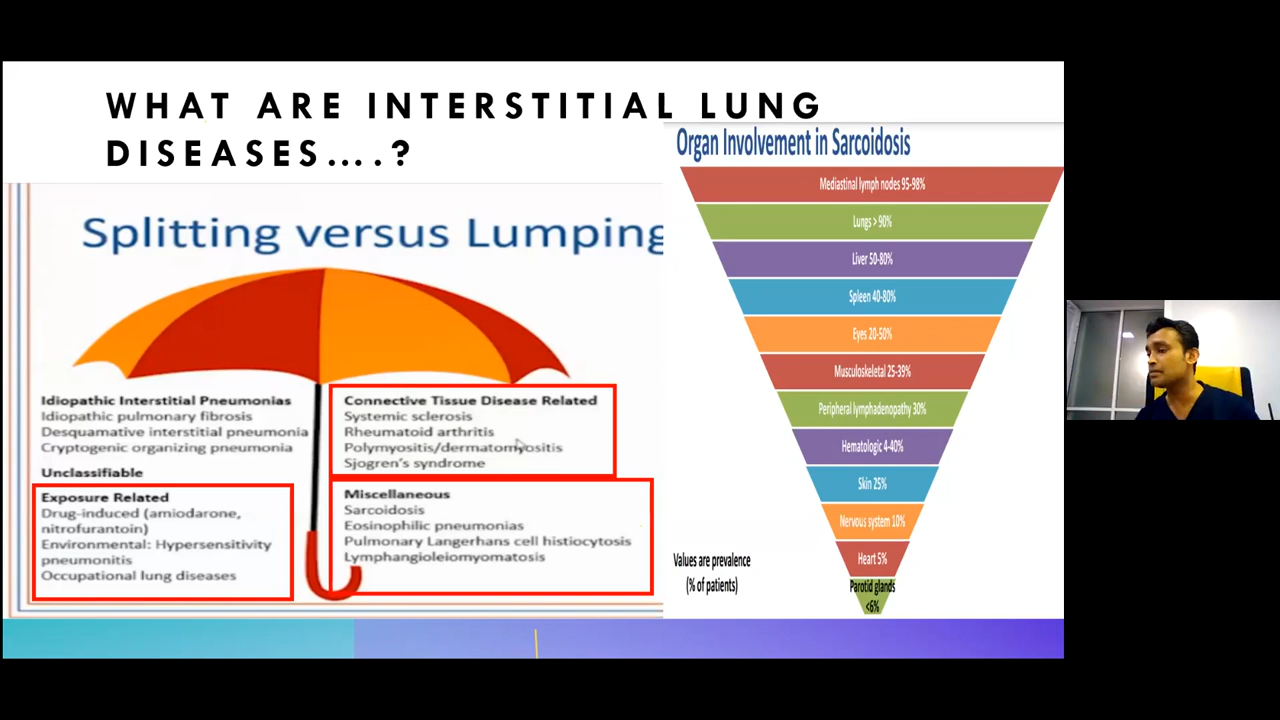 WHAT ARE INTERSTITIAL LUNG
DISEASES....?
Splitting versus Lumping
Idiopathic Interstitial Pneumonias
Idiopathic pulmonary fibrosis
Desquamative interstitial pneumonia
Cryptogenic organizing pneumonia
Unclassifiable
Exposure Related
Drug-induced (amiodarone,
nitrofurantoin)
Environmental: Hypersensitivity
pneumonitis
Occupational lung diseases
Connective Tissue Disease Related
Systemic sclerosis
Rheumatoid arthritis
Polymyositis/dermatomyositis
Sjogren's syndrome
Miscellaneous
Sarcoidosis
Eosinophilic pneumonias
Pulmonary Langerhans cell histiocytosis
Lymphangioleiomyomatosis
Organ Involvement in Sarcoidosis
Mediastinal lymph nodes 95-98%
Lungs > 90%
Liver 50-80%
Spleen 40-80%
Eyes 20-50%
Musculoskeletal 25-39%
Peripheral lymphadenopathy 30%
Hematologic 4-40%
Skin 25%
Nervous system 10%
Heart 5%
Parotid glands
<6%
Values are prevalence
(% of patients)